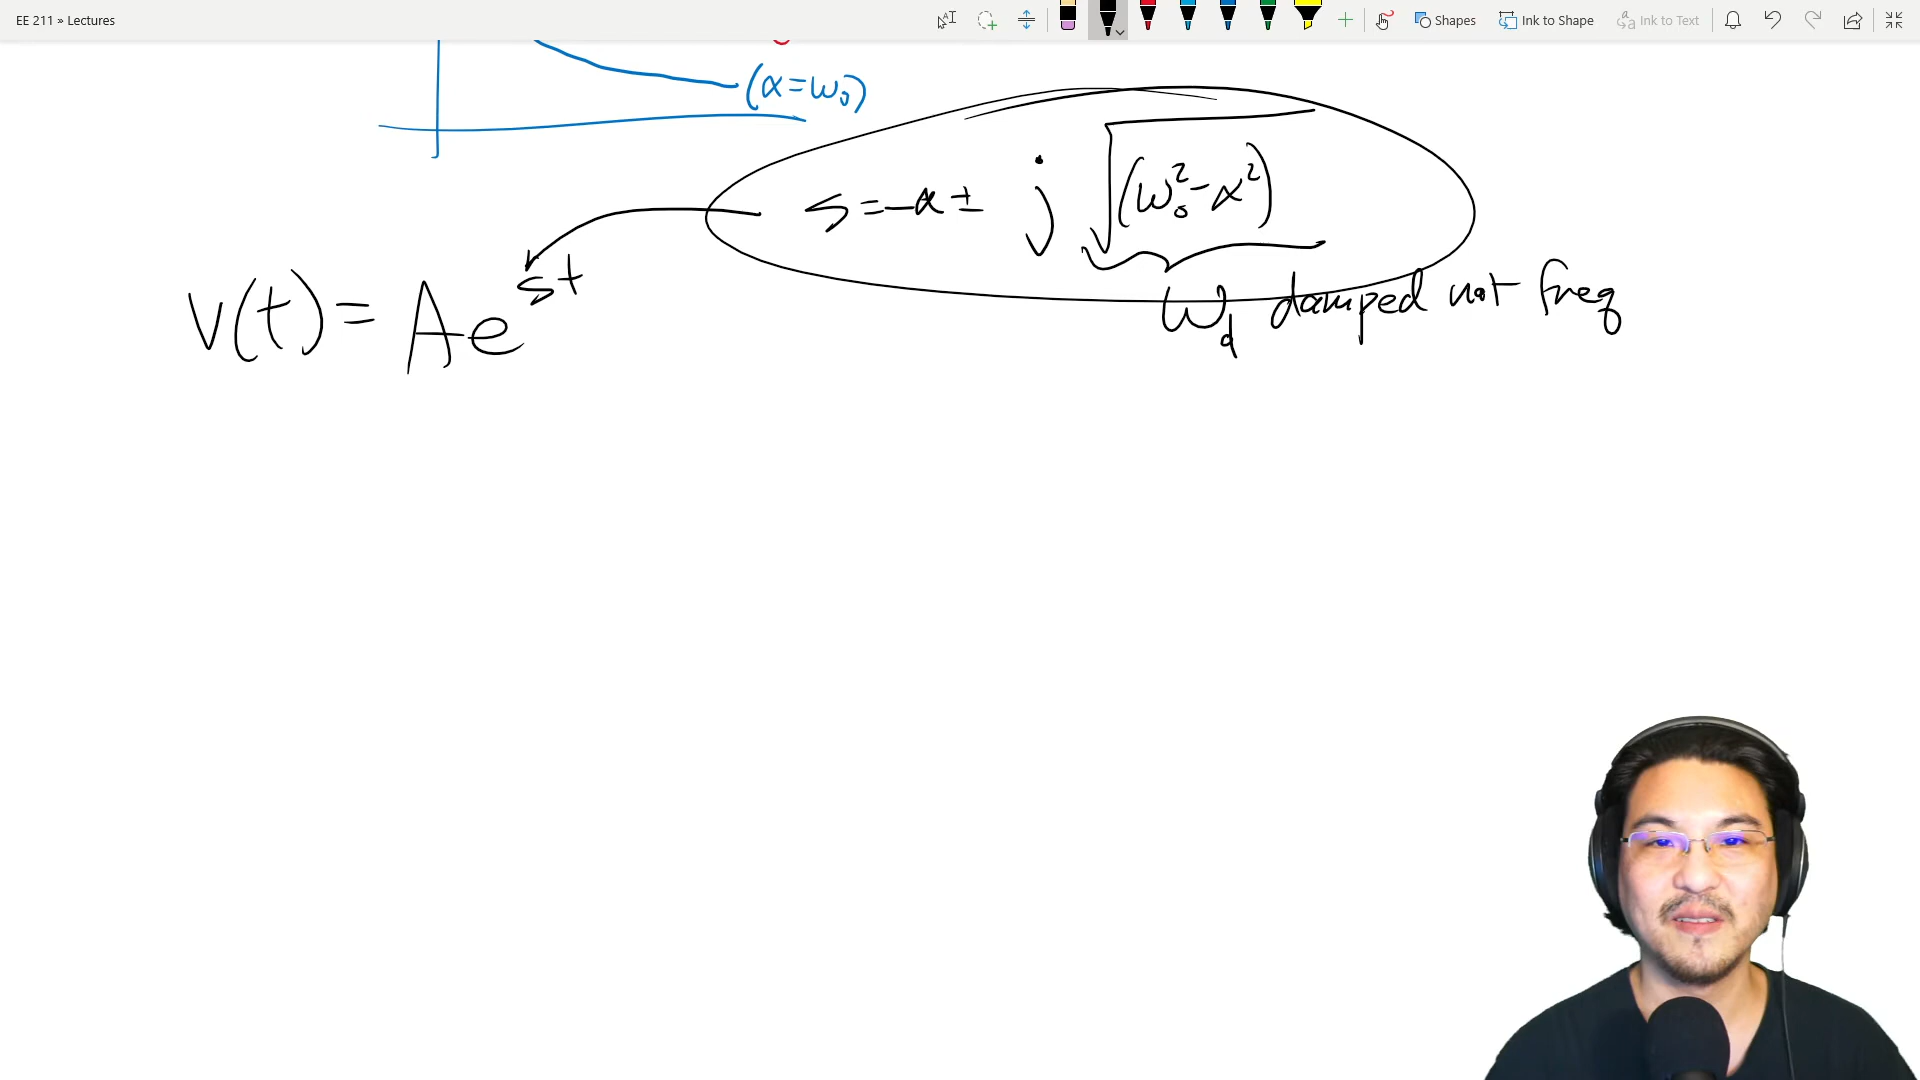 EE 211 » Lectures
Shapes
Ink to Shape
Ink to Text
(α=ω₀)
s=-α± j √(ω₀²-α²)
v(t)= Ae^st
ω_d damped nat freq